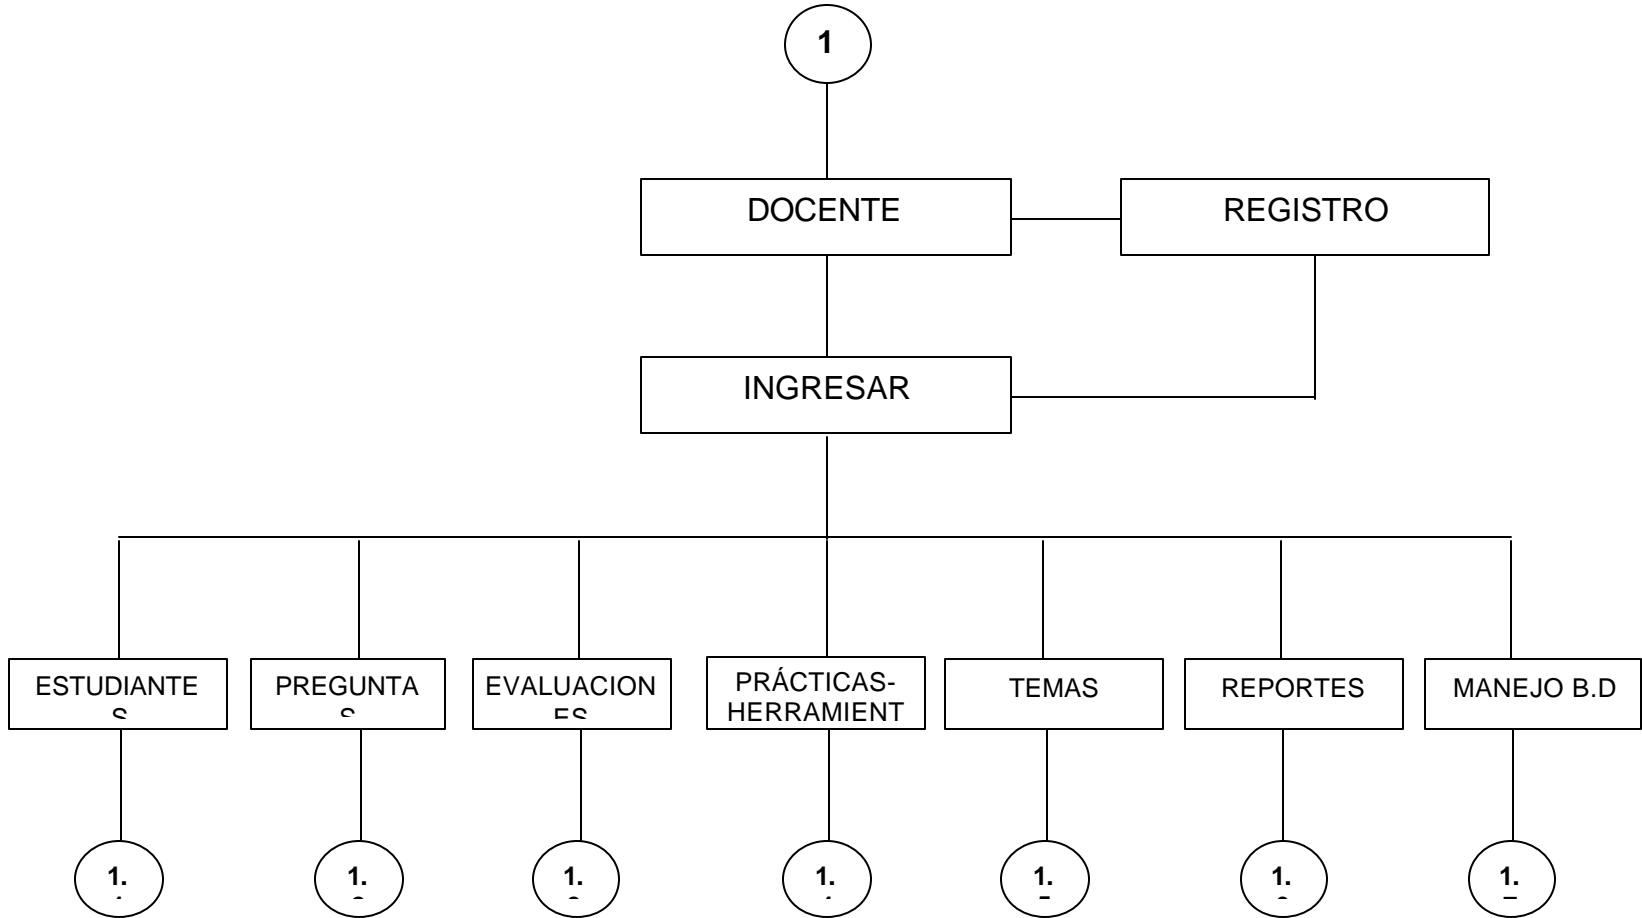 1
DOCENTE
REGISTRO
INGRESAR
ESTUDIANTE
S
PREGUNTA
S
EVALUACION
ES
PRÁCTICAS-
HERRAMIENT
TEMAS
REPORTES
MANEJO B.D
1.
1.
1.
1.
1.
1.
1.